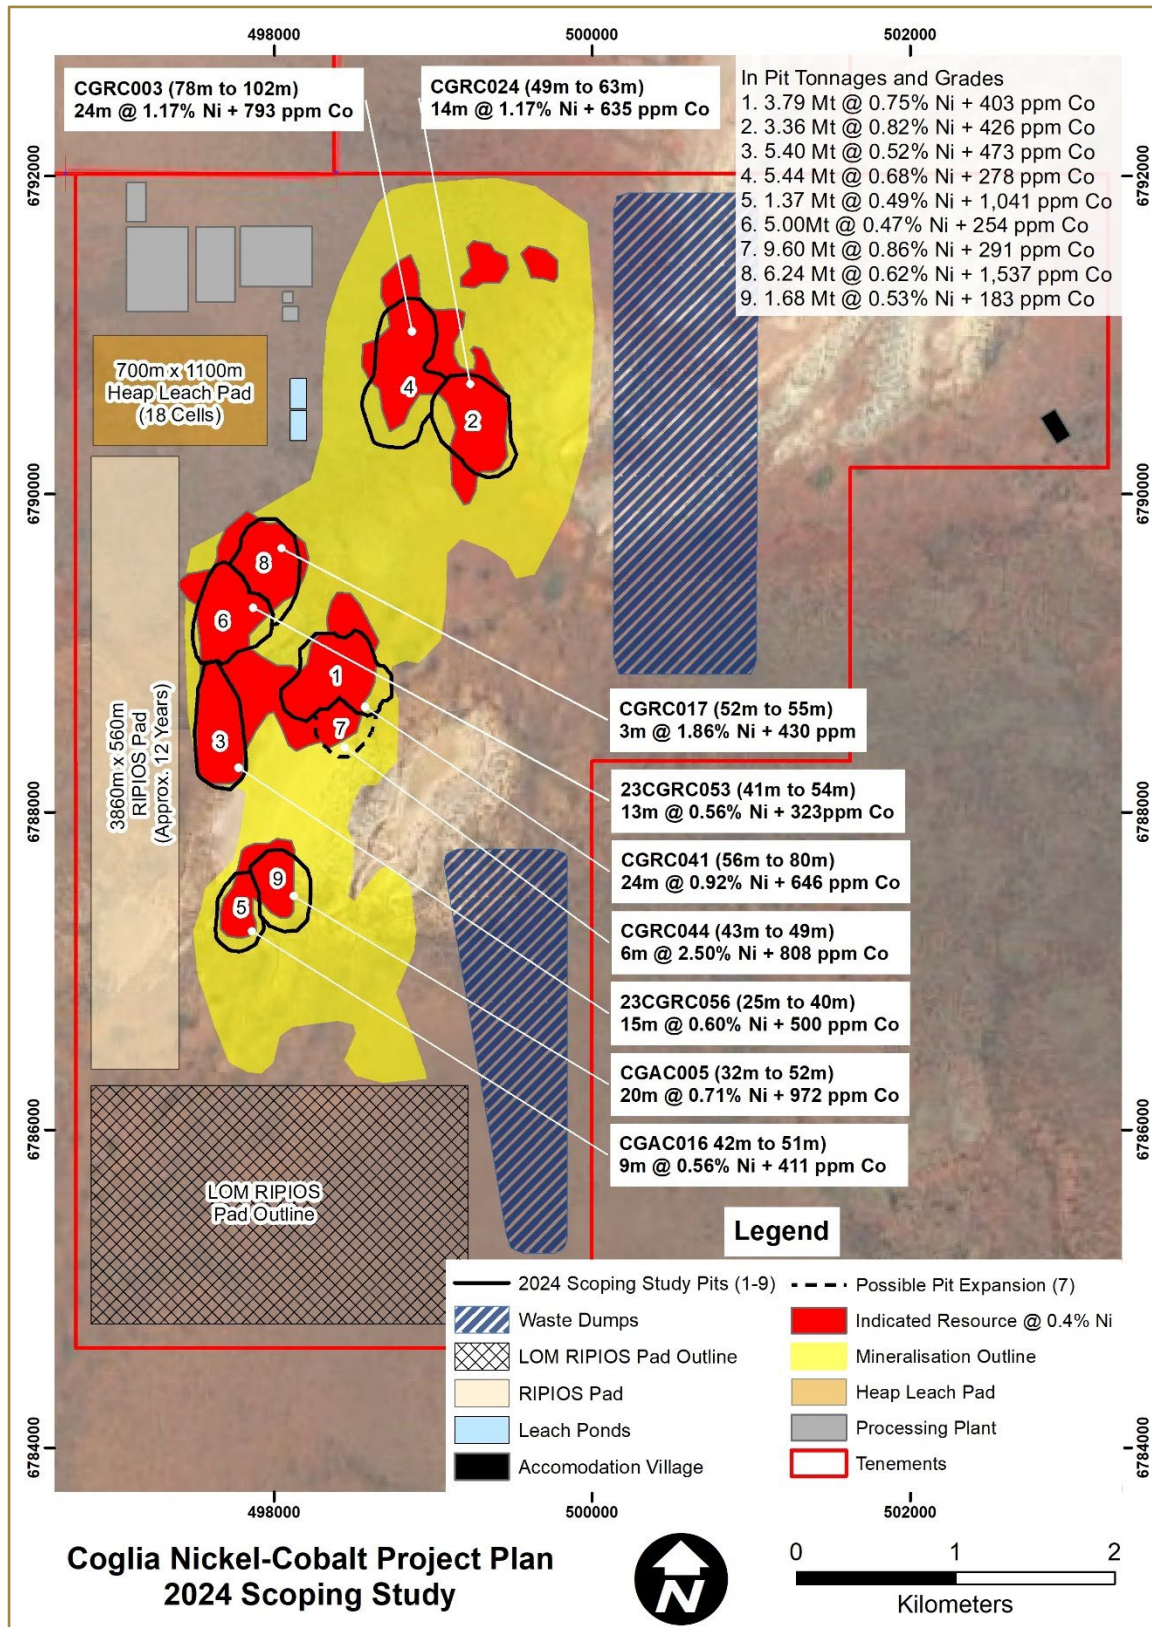 498000
500000
502000
CGRC003 (78m to 102m)
24m @ 1.17% Ni + 793 ppm Co
CGRC024 (49m to 63m)
14m @ 1.17% Ni + 635 ppm Co
In Pit Tonnages and Grades
1. 3.79 Mt @ 0.75% Ni + 403 ppm Co
2. 3.36 Mt @ 0.82% Ni + 426 ppm Co
3. 5.40 Mt @ 0.52% Ni + 473 ppm Co
4. 5.44 Mt @ 0.68% Ni + 278 ppm Co
5. 1.37 Mt @ 0.49% Ni + 1,041 ppm Co
6. 5.00Mt @ 0.47% Ni + 254 ppm Co
7. 9.60 Mt @ 0.86% Ni + 291 ppm Co
8. 6.24 Mt @ 0.62% Ni + 1,537 ppm Co
9. 1.68 Mt @ 0.53% Ni + 183 ppm Co
6792000
6792000
700m x 1100m
Heap Leach Pad
(18 Cells)
4
2
6790000
6790000
8
6
1
3
7
3860m x 560m
RIPIOS Pad
(Approx. 12 Years)
CGRC017 (52m to 55m)
3m @ 1.86% Ni + 430 ppm
23CGRC053 (41m to 54m)
13m @ 0.56% Ni + 323ppm Co
6788000
6788000
CGRC041 (56m to 80m)
24m @ 0.92% Ni + 646 ppm Co
9
5
CGRC044 (43m to 49m)
6m @ 2.50% Ni + 808 ppm Co
23CGRC056 (25m to 40m)
15m @ 0.60% Ni + 500 ppm Co
CGAC005 (32m to 52m)
20m @ 0.71% Ni + 972 ppm Co
6786000
6786000
CGAC016 42m to 51m)
9m @ 0.56% Ni + 411 ppm Co
LOM RIPIOS
Pad Outline
Legend
2024 Scoping Study Pits (1-9)
Waste Dumps
LOM RIPIOS Pad Outline
RIPIOS Pad
Leach Ponds
Accomodation Village
Possible Pit Expansion (7)
Indicated Resource @ 0.4% Ni
Mineralisation Outline
Heap Leach Pad
Processing Plant
Tenements
6784000
6784000
498000
500000
502000
Coglia Nickel-Cobalt Project Plan
2024 Scoping Study
N
0
1
2
Kilometers